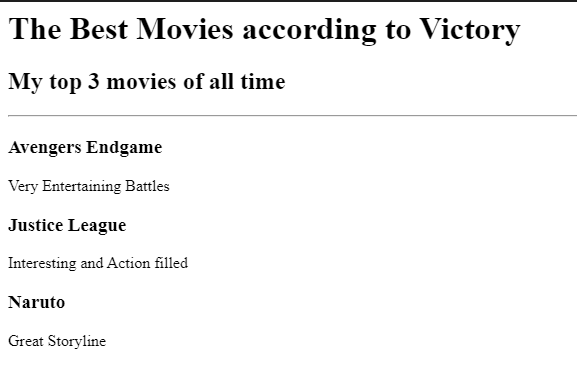 The Best Movies according to Victory
My top 3 movies of all time
Avengers Endgame
Very Entertaining Battles
Justice League
Interesting and Action filled
Naruto
Great Storyline